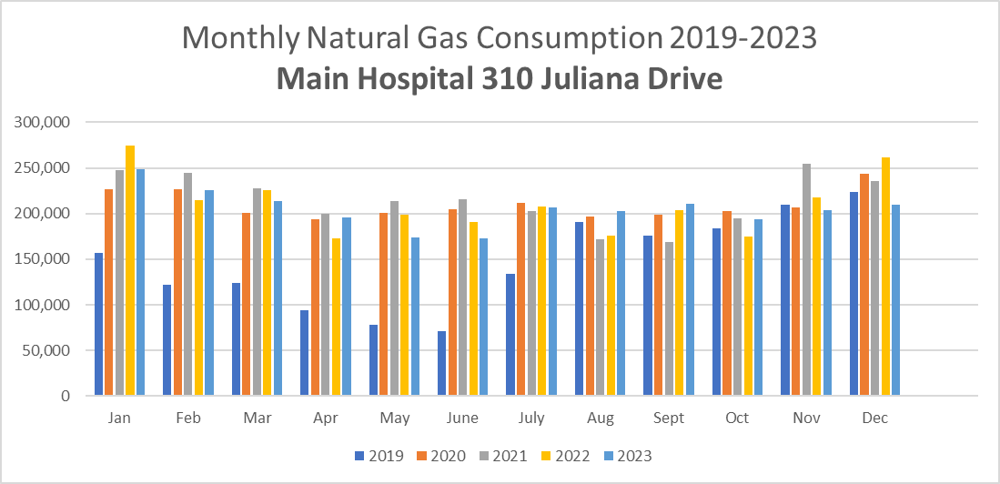 Monthly Natural Gas Consumption 2019-2023
Main Hospital 310 Juliana Drive
300,000
250,000
200,000
150,000
100,000
50,000
0
Jan Feb Mar Apr May June July Aug Sept Oct Nov Dec
2019 2020 2021 2022 2023